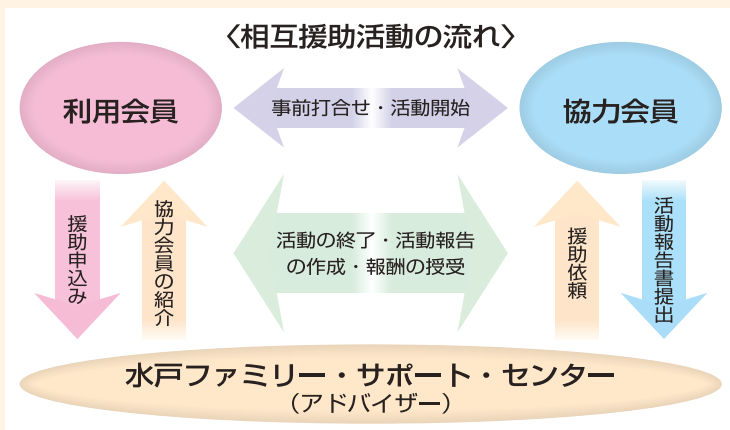 〈相互援助活動の流れ〉
利用会員
事前打合せ・活動開始
協力会員
援助申込み
協力会員の紹介
活動の終了・活動報告
の作成・報酬の授受
援助依頼
活動報告書提出
水戸ファミリー・サポート・センター
（アドバイザー）